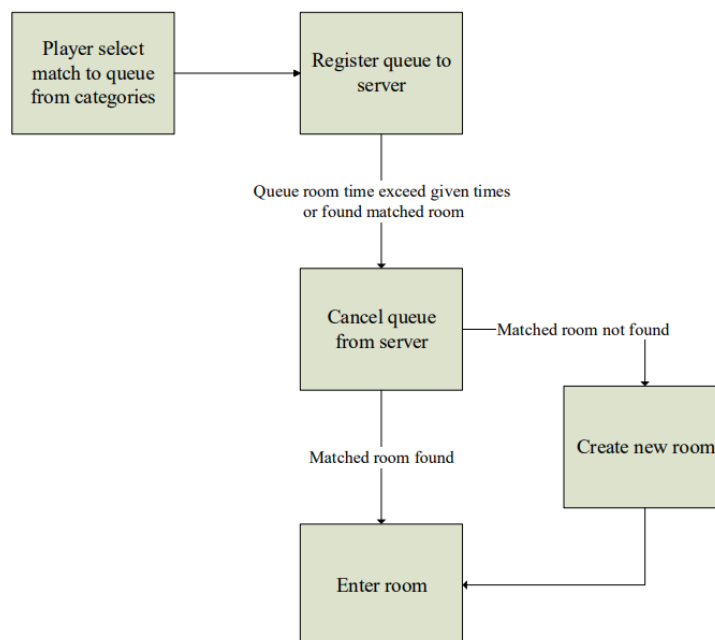 Player select
match to queue
from categories
Register queue to
server
Queue room time exceed given times
or found matched room
Cancel queue
from server
Matched room not found
Create new room
Matched room found
Enter room